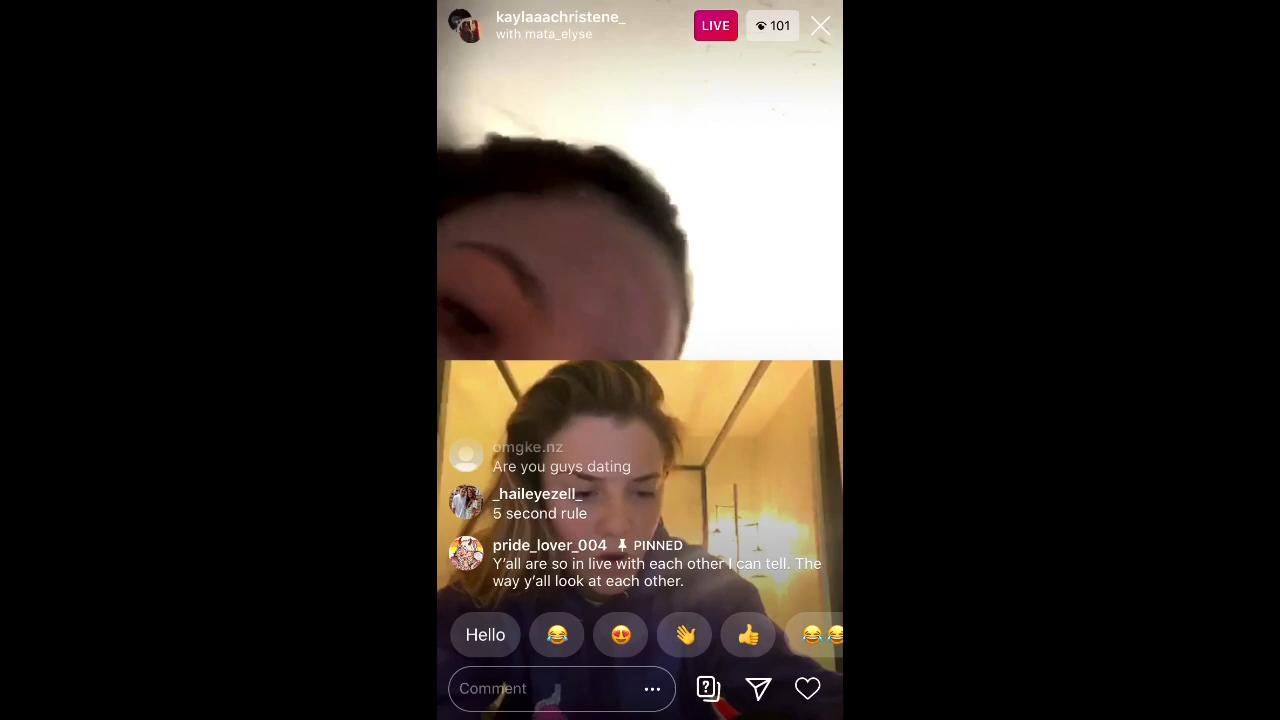 kaylaaachristene_
with mata_elyse
LIVE
101
omgke.nz
Are you guys dating
_haileyezell_
5 second rule
pride_lover_004 PINNED
Y'all are so in live with each other I can tell. The
way y'all look at each other.
Hello
Comment